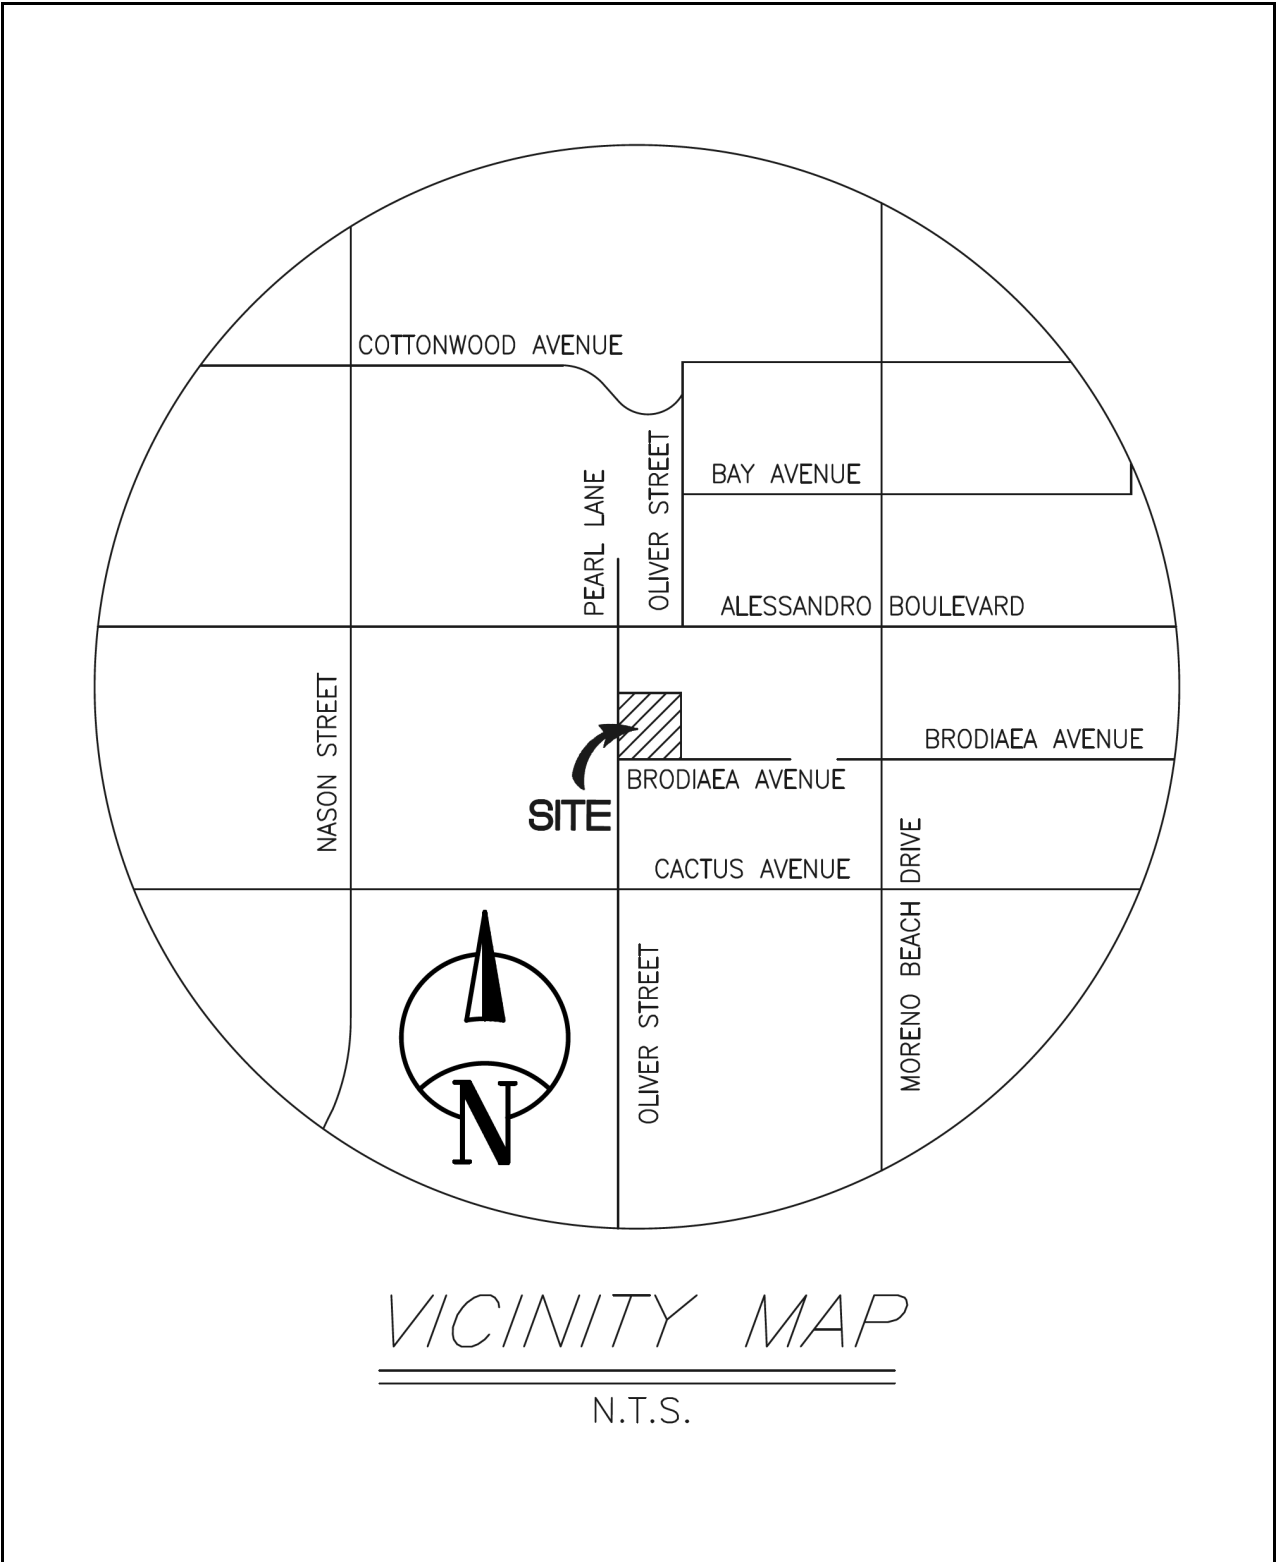 COTTONWOOD AVENUE
PEARL LANE
OLIVER STREET
BAY AVENUE
ALESSANDRO BOULEVARD
NASON STREET
BRODIAEA AVENUE
BRODIAEA AVENUE
SITE
CACTUS AVENUE
MORENO BEACH DRIVE
OLIVER STREET
N
VICINITY MAP
N.T.S.